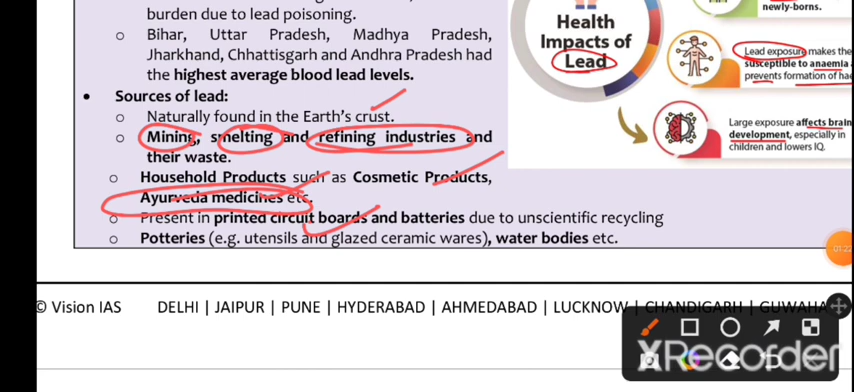 burden due to lead poisoning.
o Bihar, Uttar Pradesh, Madhya Pradesh,
Jharkhand, Chhattisgarh and Andhra Pradesh had
the highest average blood lead levels.
• Sources of lead:
o Naturally found in the Earth's crust.
o Mining, smelting and refining industries and
their waste.
o Household Products such as Cosmetic Products,
Ayurveda medicines etc.
o Present in printed circuit boards and batteries due to unscientific recycling
o Potteries (e.g. utensils and glazed ceramic wares), water bodies etc.
Health
Impacts of
Lead
newly-borns.
Lead exposure makes the
susceptible to anaemia
prevents formation of
Large exposure affects brain
development, especially in
children and lowers IQ.
01:22
© Vision IAS DELHI | JAIPUR | PUNE | HYDERABAD | AHMEDABAD | LUCKNOW | CHANDIGARH |
XRecorder